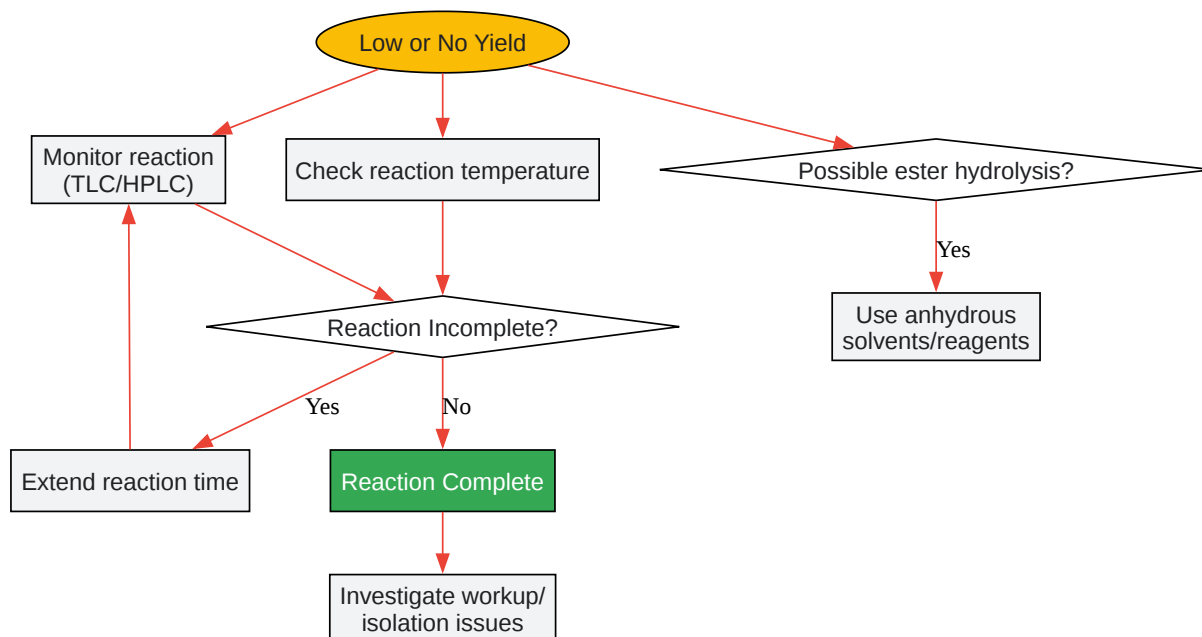 Low or No Yield
Monitor reaction
(TLC/HPLC)
Check reaction temperature
Possible ester hydrolysis?
Yes
Use anhydrous
solvents/reagents
Reaction Incomplete?
Yes
No
Extend reaction time
Reaction Complete
Investigate workup/
isolation issues